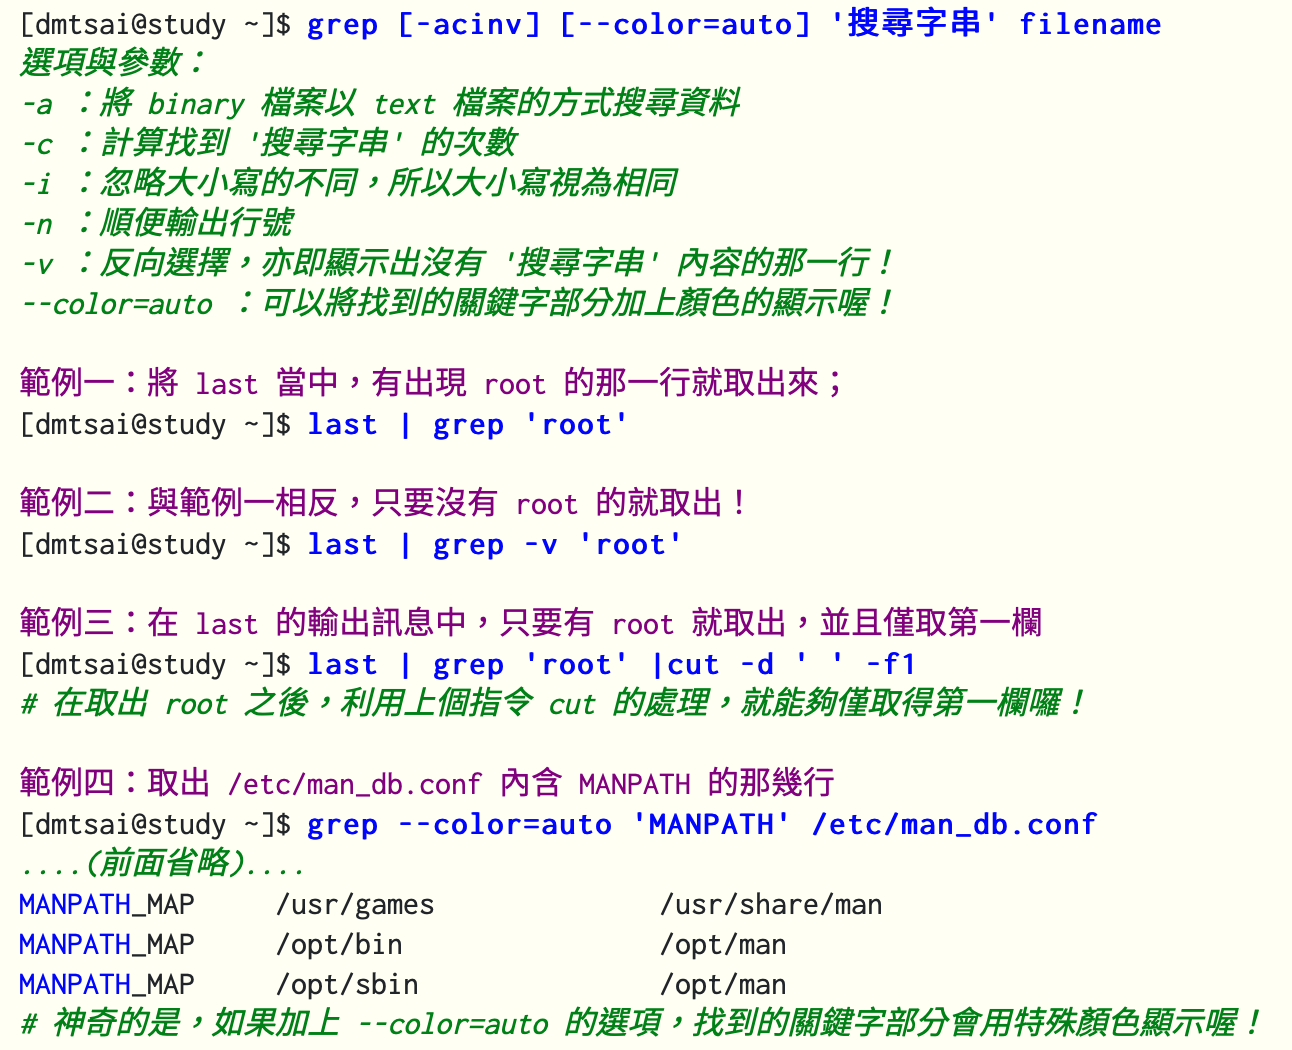 [dmtsai@study ~]$ grep [-acinv] [--color=auto] '搜尋字串' filename
選項與參數：
-a ：將 binary 檔案以 text 檔案的方式搜尋資料
-c ：計算找到 '搜尋字串' 的次數
-i ：忽略大小寫的不同，所以大小寫視為相同
-n ：順便輸出行號
-v ：反向選擇，亦即顯示出沒有 '搜尋字串' 內容的那一行！
--color=auto ：可以將找到的關鍵字部分加上顏色的顯示喔！
範例一：將 last 當中，有出現 root 的那一行就取出來；
[dmtsai@study ~]$ last | grep 'root'
範例二：與範例一相反，只要沒有 root 的就取出！
[dmtsai@study ~]$ last | grep -v 'root'
範例三：在 last 的輸出訊息中，只要有 root 就取出，並且僅取第一欄
[dmtsai@study ~]$ last | grep 'root' |cut -d ' ' -f1
# 在取出 root 之後，利用上個指令 cut 的處理，就能夠僅取得第一欄囉！
範例四：取出 /etc/man_db.conf 內含 MANPATH 的那幾行
[dmtsai@study ~]$ grep --color=auto 'MANPATH' /etc/man_db.conf
....(前面省略)....
MANPATH_MAP     /usr/games              /usr/share/man
MANPATH_MAP     /opt/bin                /opt/man
MANPATH_MAP     /opt/sbin               /opt/man
# 神奇的是，如果加上 --color=auto 的選項，找到的關鍵字部分會用特殊顏色顯示喔！